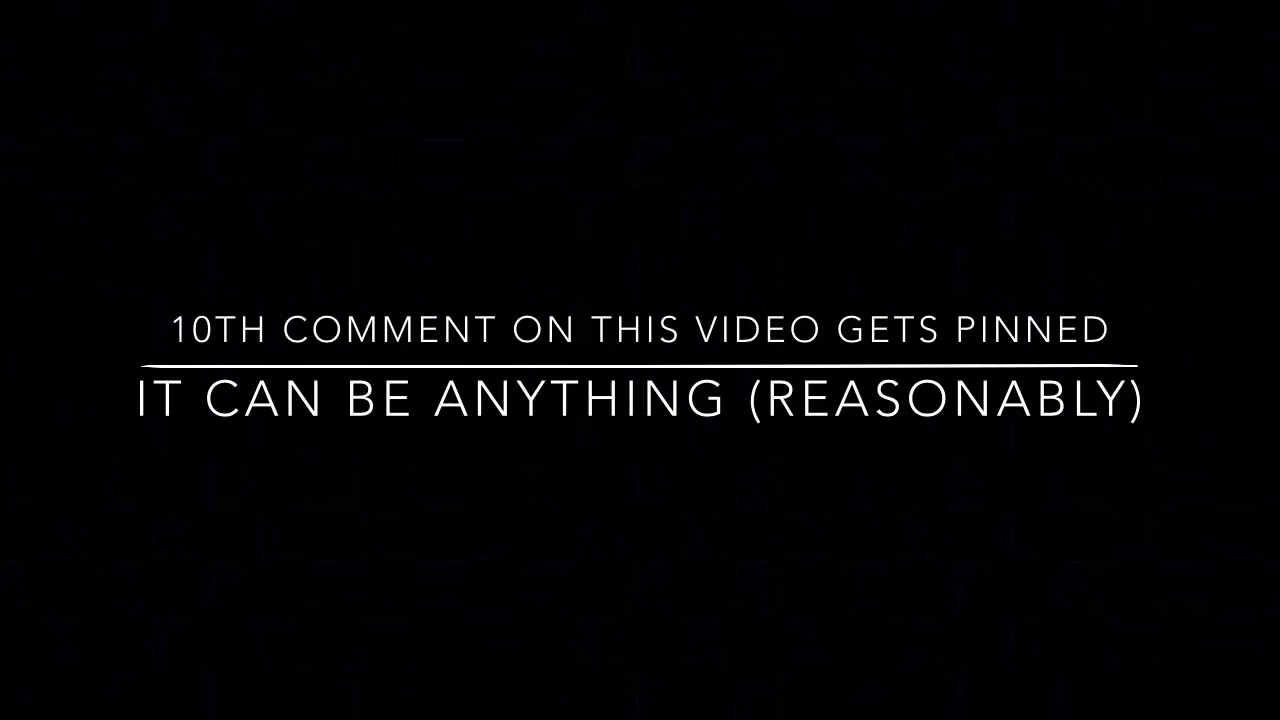 10TH COMMENT ON THIS VIDEO GETS PINNED
IT CAN BE ANYTHING (REASONABLY)